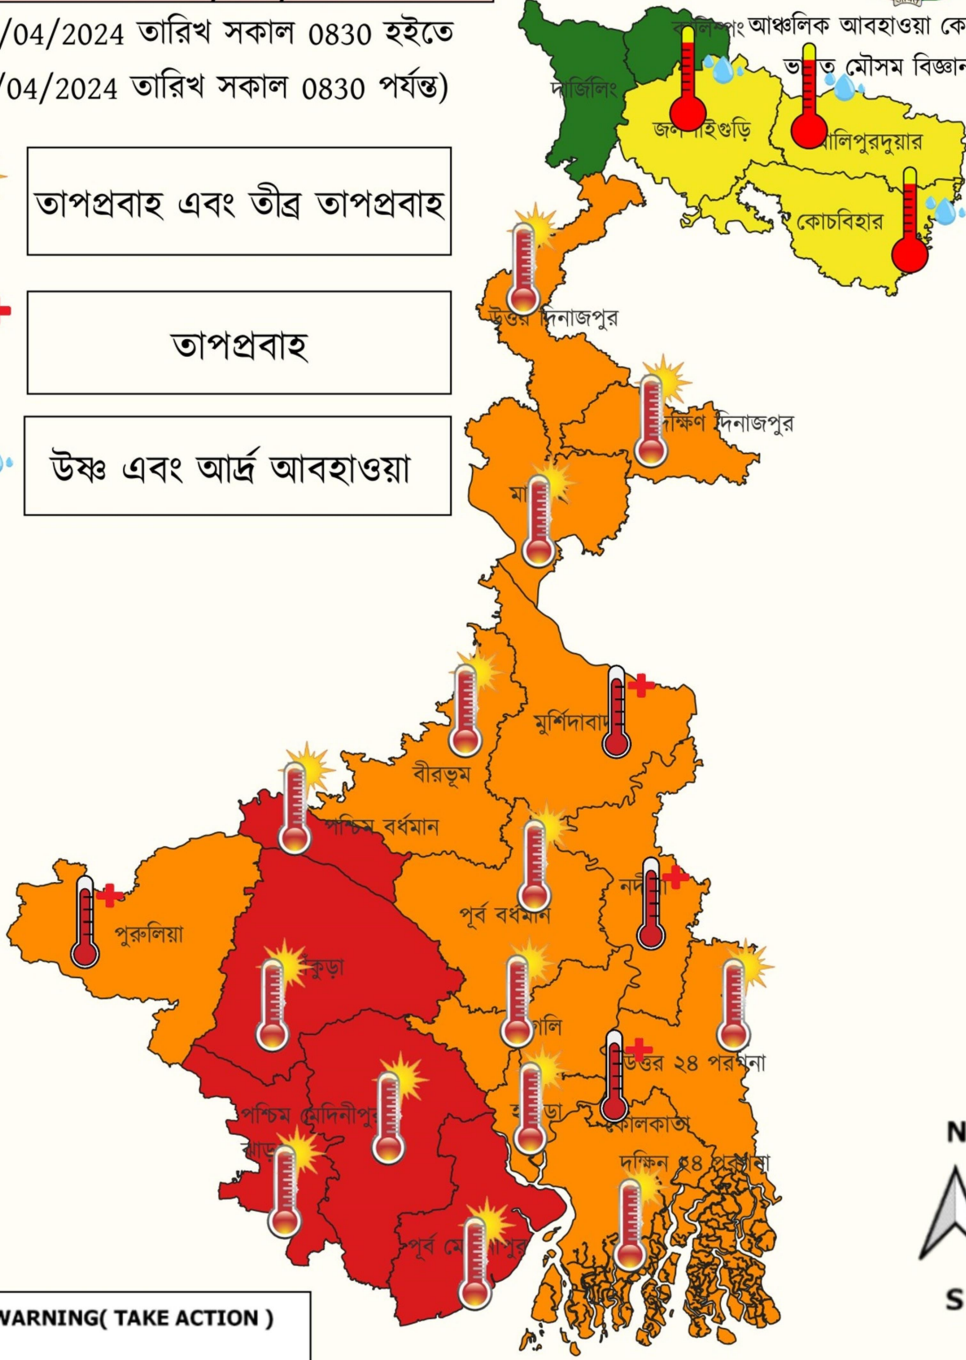 /04/2024 তারিখ সকাল 0830 হইতে
/04/2024 তারিখ সকাল 0830 পর্যন্ত)
আঞ্চলিক আবহাওয়া কে
মৌসম বিজ্ঞান
দার্জিলিং
কোচবিহার
তাপপ্রবাহ এবং তীব্র তাপপ্রবাহ
উত্তর দিনাজপুর
তাপপ্রবাহ
দক্ষিণ দিনাজপুর
উষ্ণ এবং আর্দ্র আবহাওয়া
মুর্শিদাবাদ
বীরভূম
পশ্চিম বর্ধমান
পূর্ব বর্ধমান
পুরুলিয়া
উত্তর ২৪ পরগনা
পশ্চিম মেদিনীপুর
কোলকাতা
দক্ষিন ২৪ পরগনা
পূর্ব
N
S
WARNING( TAKE ACTION )